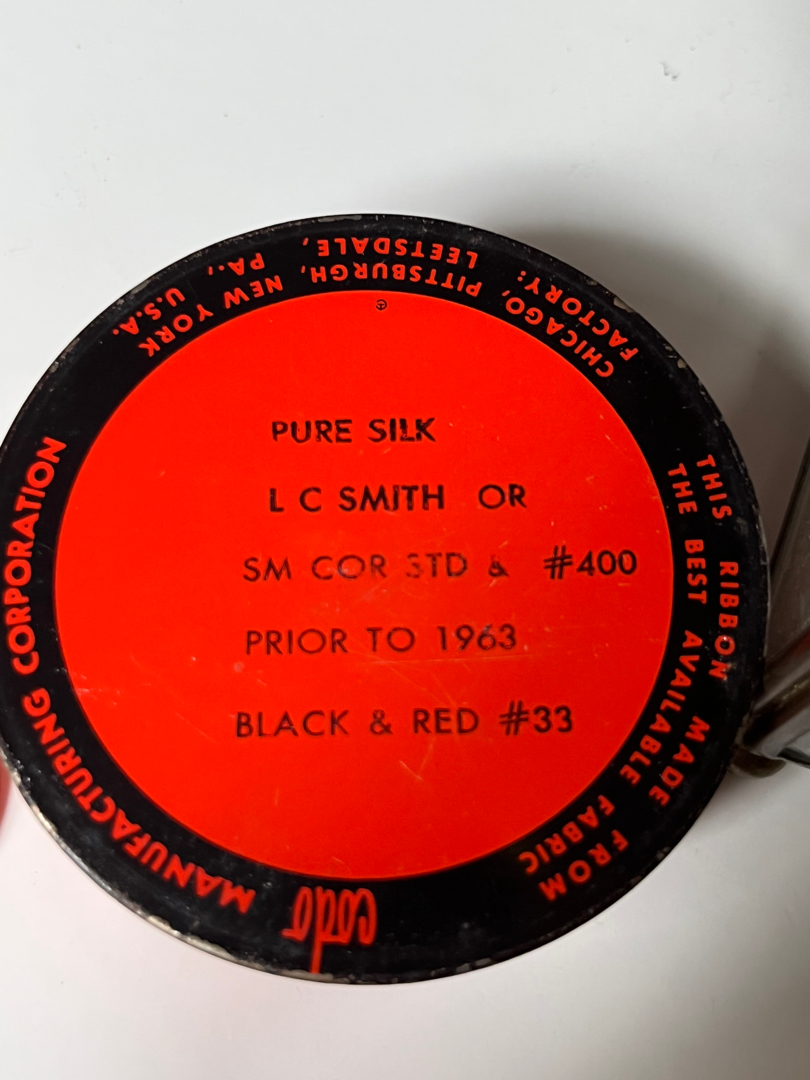 PURE SILK
L C SMITH OR
SM COR STD & #400
PRIOR TO 1963
BLACK & RED #33
codo MANUFACTURING CORPORATION
CHICAGO, PITTSBURGH, NEW YORK
FACTORY: LEETSDALE, PA., U.S.A.
THIS RIBBON MADE FROM
THE BEST AVAILABLE FABRIC